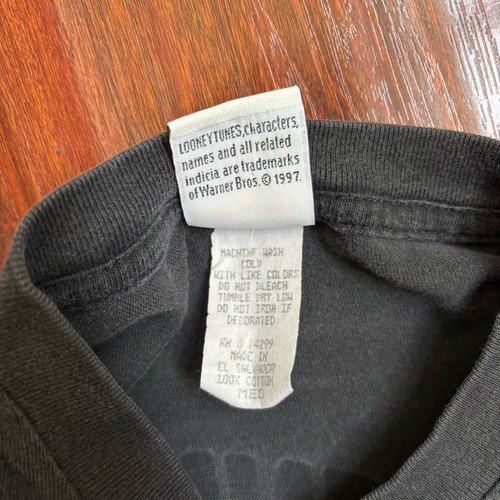 LOONEY TUNES, characters,
names and all related
indicia are trademarks
of Warner Bros. © 1997.
MACHINE WASH
COLD
WITH LIKE COLORS
DO NOT BLEACH
TUMBLE DRY LOW
DO NOT IRON IF
DECORATED
RN
MADE IN
EL SALVADOR
100% COTTON
MED